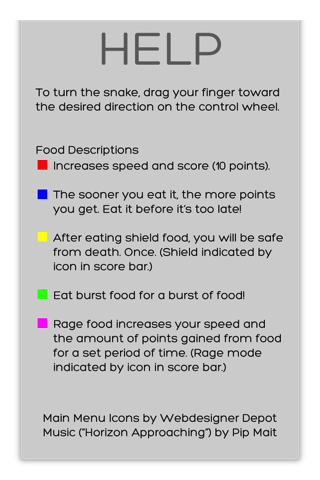 HELP
To turn the snake, drag your finger toward
the desired direction on the control wheel.
Food Descriptions
Increases speed and score (10 points).
The sooner you eat it, the more points
you get. Eat it before it's too late!
After eating shield food, you will be safe
from death. Once. (Shield indicated by
icon in score bar.)
Eat burst food for a burst of food!
Rage food increases your speed and
the amount of points gained from food
for a set period of time. (Rage mode
indicated by icon in score bar.)
Main Menu Icons by Webdesigner Depot
Music ("Horizon Approaching") by Pip Mait